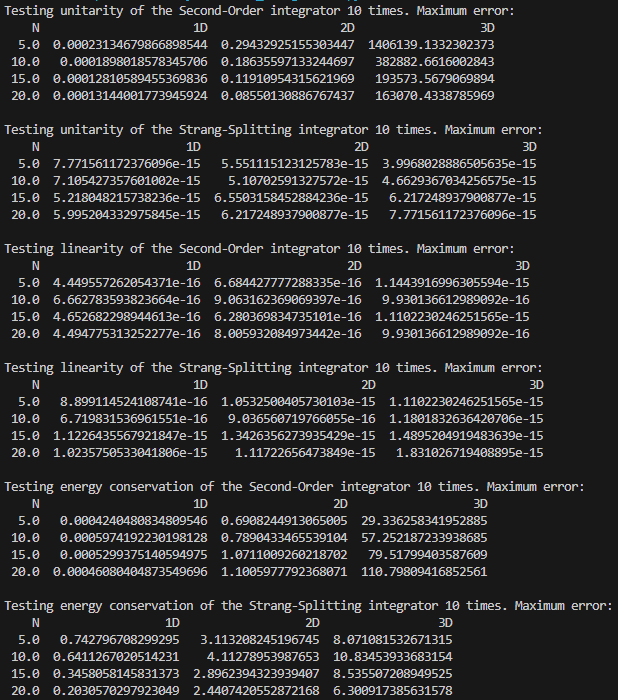 Testing unitarity of the Second-Order integrator 10 times. Maximum error:
N 1D 2D 3D
5.0 0.00023134679866898544 0.29432925155303447 1406139.1332302373
10.0 0.0001898018578345706 0.18635597133244697 382882.6616002843
15.0 0.00012810589455369836 0.11910954315621969 193573.5679069894
20.0 0.00013144001773945924 0.08550130886767437 163070.4338785969
Testing unitarity of the Strang-Splitting integrator 10 times. Maximum error:
N 1D 2D 3D
5.0 7.771561172376096e-15 5.551115123125783e-15 3.9968028886505635e-15
10.0 7.105427357601002e-15 5.10702591327572e-15 4.6629367034256575e-15
15.0 5.218048215738236e-15 6.5503158452884236e-15 6.217248937900877e-15
20.0 5.995204332975845e-15 6.217248937900877e-15 7.771561172376096e-15
Testing linearity of the Second-Order integrator 10 times. Maximum error:
N 1D 2D 3D
5.0 4.449557262054371e-16 6.684427777288335e-16 1.1443916996305594e-15
10.0 6.662783593823664e-16 9.063162369069397e-16 9.930136612989092e-16
15.0 4.652682298944613e-16 6.280369834735101e-16 1.1102230246251565e-15
20.0 4.494775313252277e-16 8.005932084973442e-16 9.930136612989092e-16
Testing linearity of the Strang-Splitting integrator 10 times. Maximum error:
N 1D 2D 3D
5.0 8.899114524108741e-16 1.0532500405730103e-15 1.1102230246251565e-15
10.0 6.719831536961551e-16 9.036560719766055e-16 1.1801832636420706e-15
15.0 1.1226435567921847e-15 1.3426356273935429e-15 1.4895204919483639e-15
20.0 1.0235750533041806e-15 1.11722656473849e-15 1.831026719408895e-15
Testing energy conservation of the Second-Order integrator 10 times. Maximum error:
N 1D 2D 3D
5.0 0.0004240480834809546 0.6908244913065005 29.336258341952885
10.0 0.0005974192230198128 0.7890433465539104 57.252187233938685
15.0 0.0005299375140594975 1.0711009260218702 79.51799403587609
20.0 0.00046080404873549696 1.1005977792368071 110.79809416852561
Testing energy conservation of the Strang-Splitting integrator 10 times. Maximum error:
N 1D 2D 3D
5.0 0.742796708299295 3.113208245196745 8.071081532671315
10.0 0.6411267020514231 4.11278953987653 10.83453933683154
15.0 0.3458058145831373 2.8962394323939407 8.535507208949525
20.0 0.2030570297923049 2.4407420552872168 6.300917385631578